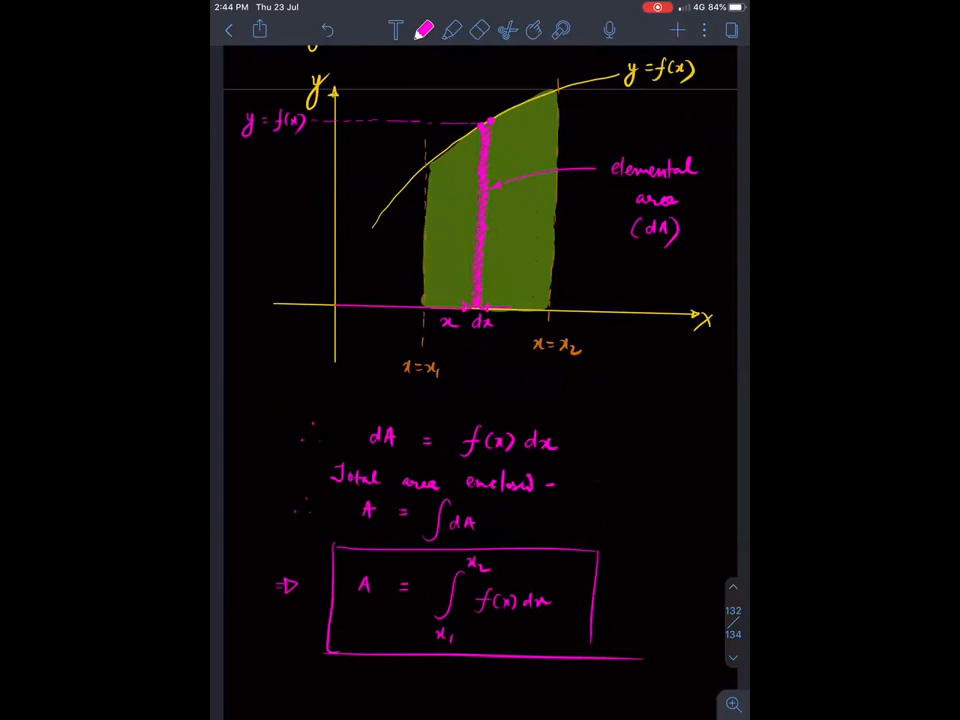 2:44 PM Thu 23 Jul
4G 84%
T
y
y = f(x)
y = f(x)
elemental
area
(dA)
x dx
X
x = x₂
x = x₁
∴ dA = f(x) dx
Total area enclosed -
∴ A = ∫dA
⇒ A = ∫ₓ₁ˣ² f(x) dx
132
/
134